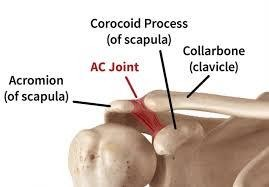 Corocoid Process
(of scapula)
Collarbone
(clavicle)
AC Joint
Acromion
(of scapula)